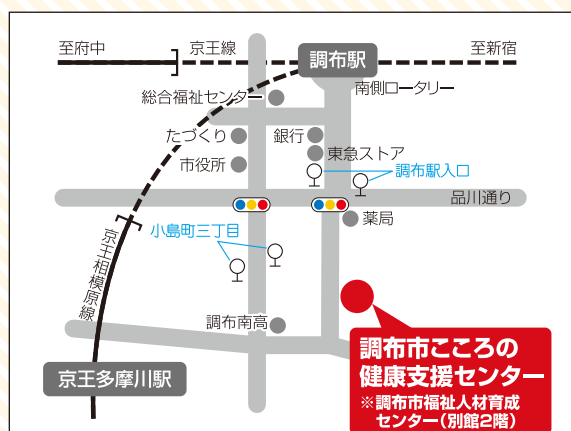 至府中
京王線
調布駅
至新宿
南側ロータリー
総合福祉センター
たづくり
銀行
東急ストア
市役所
調布駅入口
品川通り
薬局
小島町三丁目
京王相模原線
調布南高
京王多摩川駅
調布市こころの
健康支援センター
※調布市福祉人材育成
センター(別館2階)